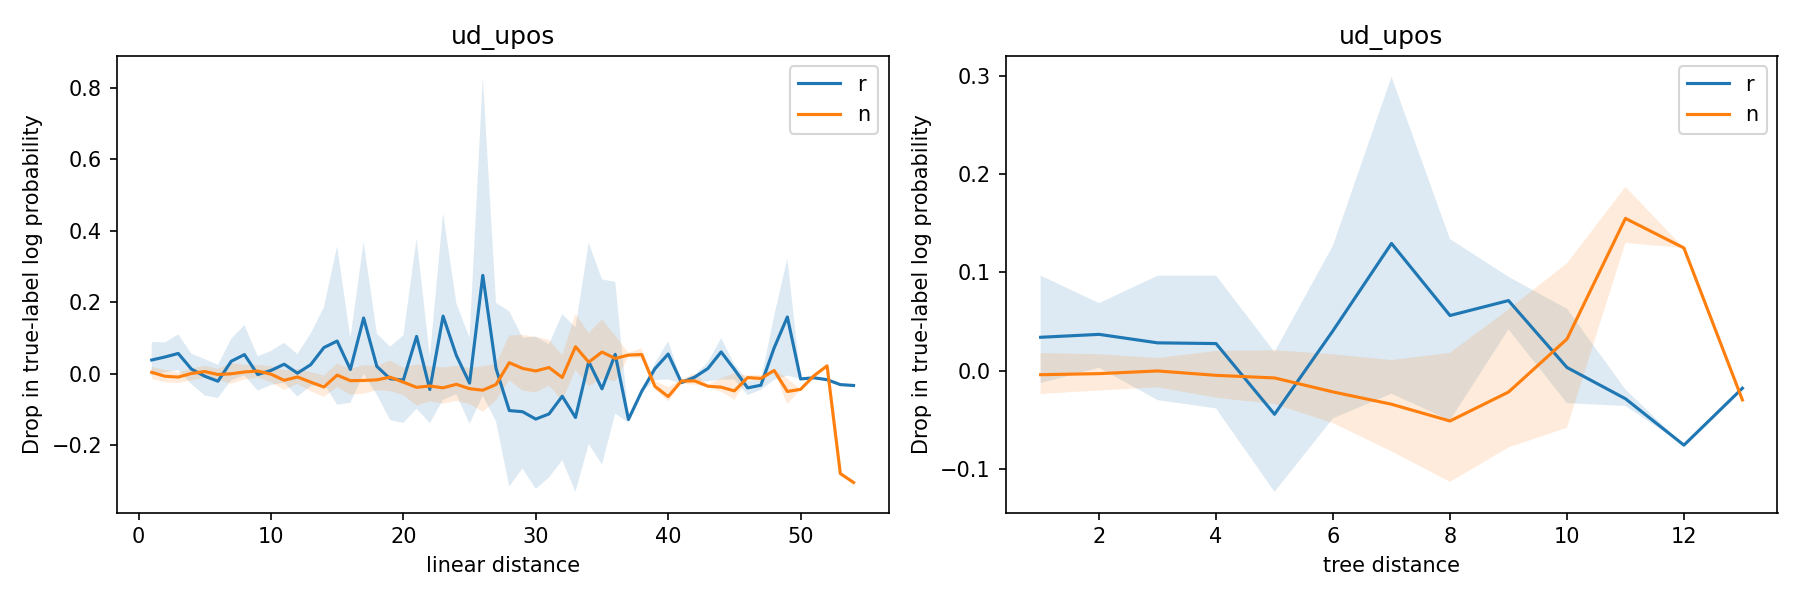 ud_upos
Drop in true-label log probability
0.8
0.6
0.4
0.2
0.0
−0.2
0
10
20
30
40
50
linear distance
r
n
ud_upos
Drop in true-label log probability
0.3
0.2
0.1
0.0
−0.1
2
4
6
8
10
12
tree distance
r
n